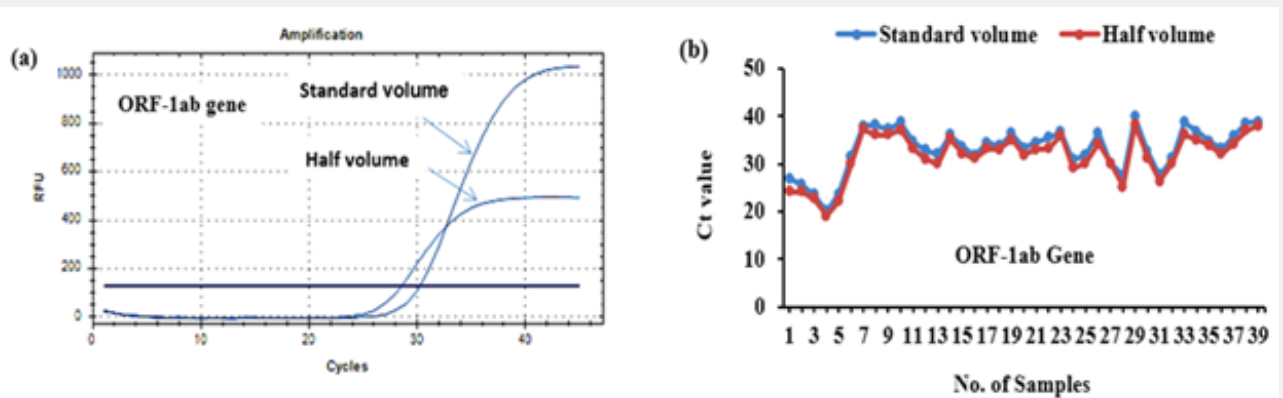 (a)
Amplification
1000
800
600
400
200
0
RFU
ORF-1ab gene
Standard volume
Half volume
0 10 20 30 40
Cycles
(b)
Standard volume Half volume
50
40
30
20
10
0
Ct value
ORF-1ab Gene
1 3 5 7 9 11 13 15 17 19 21 23 25 27 29 31 33 35 37 39
No. of Samples